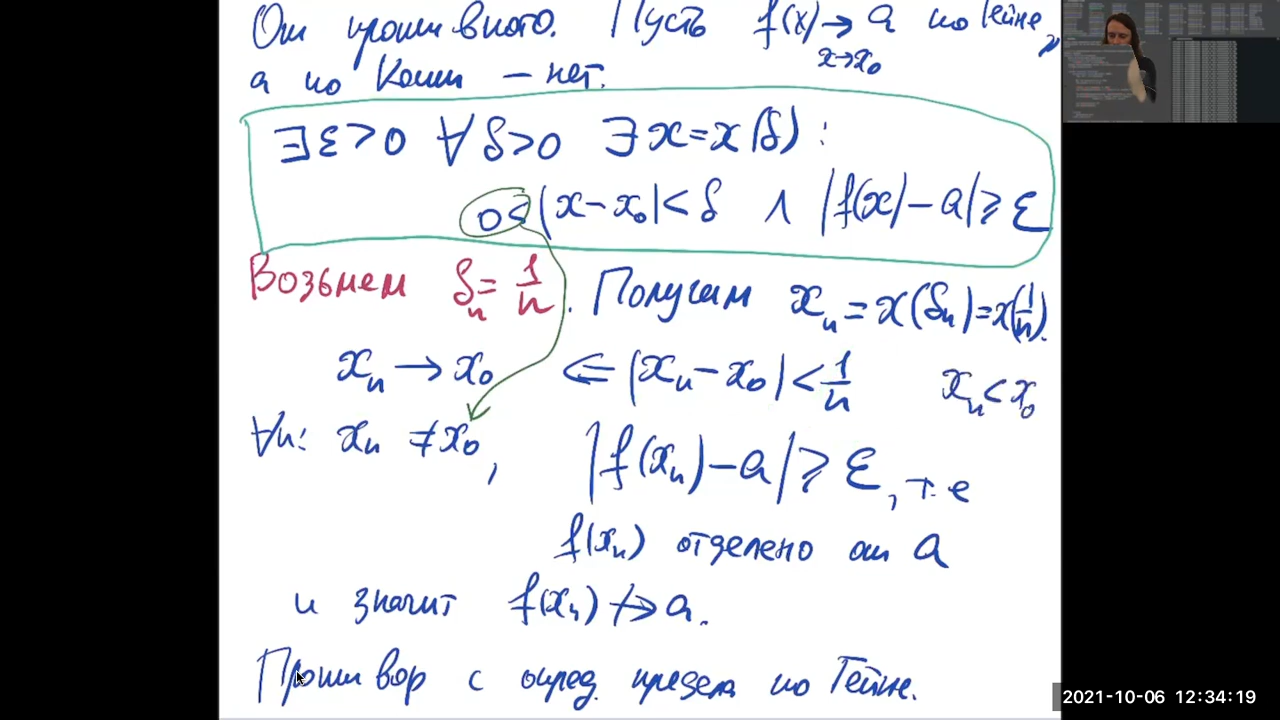 От противного. Пусть f(x) → a по Гейне,
x→x₀
а по Коши – нет.
∃ε>0 ∀δ>0 ∃x=x(δ):
0<|x-x₀|<δ ∧ |f(x)-a|⩾ε
Возьмем δₙ=1/n. Получим xₙ=x(δₙ)=x(1/n).
xₙ → x₀ ⇐ |xₙ-x₀|<1/n xₙ<x₀
∀n: xₙ ≠x₀, |f(xₙ)-a|⩾ε, т.е
f(xₙ) отделено от a
и значит f(xₙ)↛a.
Противор с опред. предела по Гейне.
2021-10-06 12:34:19